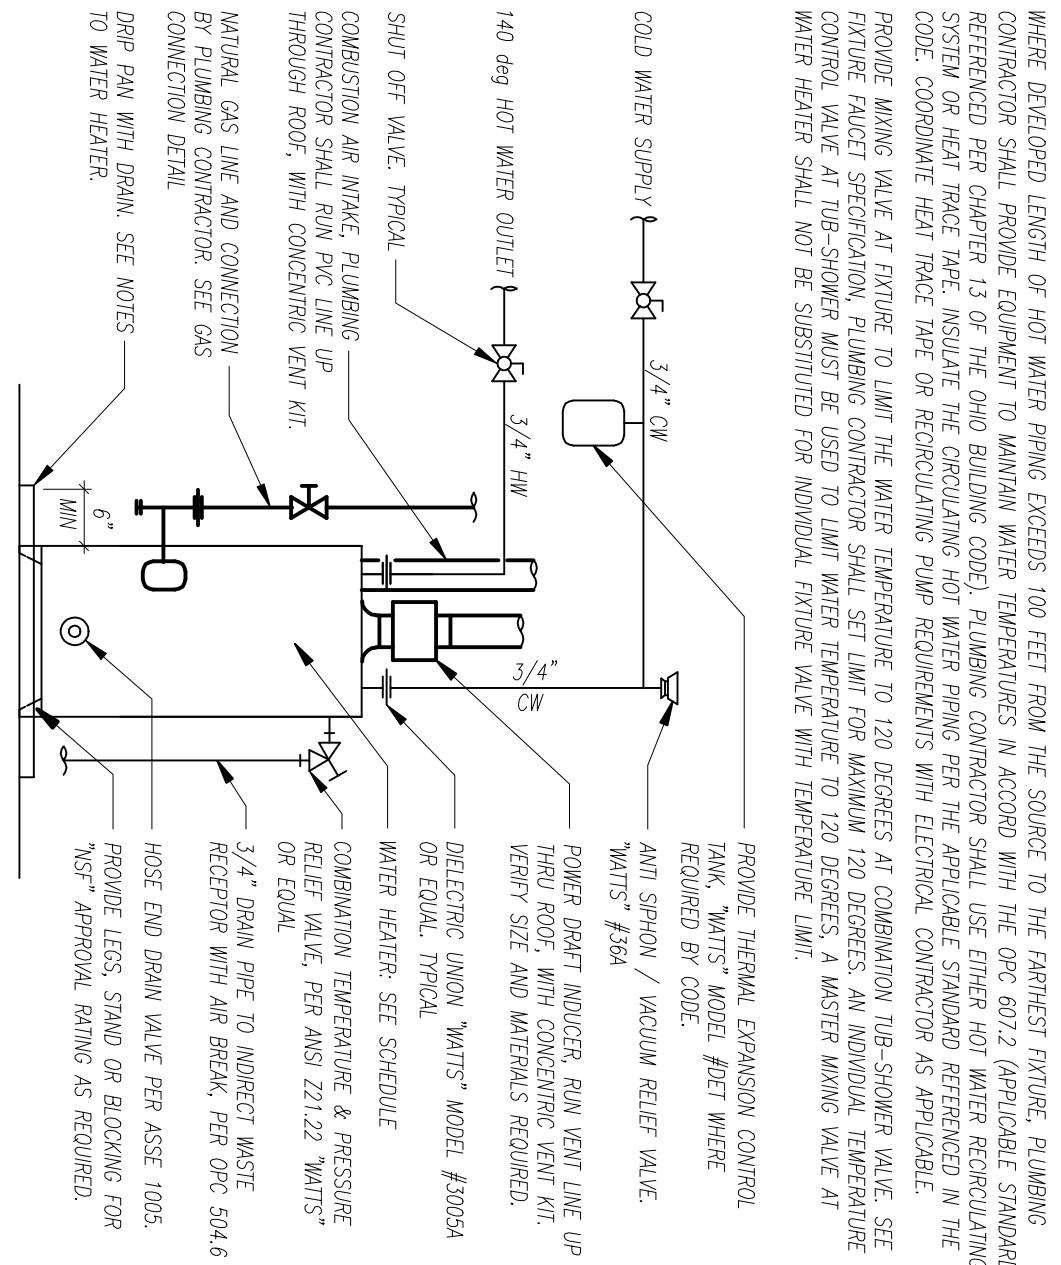 WHERE DEVELOPED LENGTH OF HOT WATER PIPING EXCEEDS 100 FEET FROM THE SOURCE TO THE FARTHEST FIXTURE, PLUMBING
CONTRACTOR SHALL PROVIDE EQUIPMENT TO MAINTAIN WATER TEMPERATURES IN ACCORD WITH THE OPC 607.2 (APPLICABLE STANDARD
REFERENCED PER CHAPTER 13 OF THE OHIO BUILDING CODE). PLUMBING CONTRACTOR SHALL USE EITHER HOT WATER RECIRCULATING
SYSTEM OR HEAT TRACE TAPE. INSULATE THE CIRCULATING HOT WATER PIPING PER THE APPLICABLE STANDARD REFERENCED IN THE
CODE. COORDINATE HEAT TRACE TAPE OR RECIRCULATING PUMP REQUIREMENTS WITH ELECTRICAL CONTRACTOR AS APPLICABLE.
PROVIDE MIXING VALVE AT FIXTURE TO LIMIT THE WATER TEMPERATURE TO 120 DEGREES AT COMBINATION TUB-SHOWER VALVE. SEE
FIXTURE FAUCET SPECIFICATION, PLUMBING CONTRACTOR SHALL SET LIMIT FOR MAXIMUM 120 DEGREES. AN INDIVIDUAL TEMPERATURE
CONTROL VALVE AT TUB-SHOWER MUST BE USED TO LIMIT WATER TEMPERATURE TO 120 DEGREES, A MASTER MIXING VALVE AT
WATER HEATER SHALL NOT BE SUBSTITUTED FOR INDIVIDUAL FIXTURE VALVE WITH TEMPERATURE LIMIT.
COLD WATER SUPPLY
3/4" CW
140 deg HOT WATER OUTLET
3/4" HW
SHUT OFF VALVE. TYPICAL
COMBUSTION AIR INTAKE, PLUMBING
CONTRACTOR SHALL RUN PVC LINE UP
THROUGH ROOF, WITH CONCENTRIC VENT KIT.
NATURAL GAS LINE AND CONNECTION
BY PLUMBING CONTRACTOR. SEE GAS
CONNECTION DETAIL
DRIP PAN WITH DRAIN. SEE NOTES
TO WATER HEATER.
6"
MIN
3/4"
CW
PROVIDE THERMAL EXPANSION CONTROL
TANK, "WATTS" MODEL #DET WHERE
REQUIRED BY CODE.
ANTI SIPHON / VACUUM RELIEF VALVE.
"WATTS" #36A
POWER DRAFT INDUCER, RUN VENT LINE UP
THRU ROOF, WITH CONCENTRIC VENT KIT.
VERIFY SIZE AND MATERIALS REQUIRED.
DIELECTRIC UNION "WATTS" MODEL #3005A
OR EQUAL. TYPICAL
WATER HEATER: SEE SCHEDULE
COMBINATION TEMPERATURE & PRESSURE
RELIEF VALVE, PER ANSI Z21.22 "WATTS"
OR EQUAL
3/4" DRAIN PIPE TO INDIRECT WASTE
RECEPTOR WITH AIR BREAK, PER OPC 504.6
HOSE END DRAIN VALVE PER ASSE 1005.
PROVIDE LEGS, STAND OR BLOCKING FOR
"NSF" APPROVAL RATING AS REQUIRED.